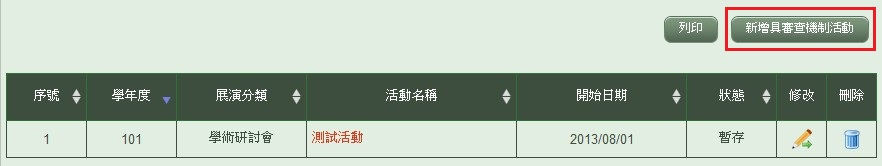 列印 新增具審查機制活動
序號 學年度 展演分類 活動名稱 開始日期 狀態 修改 刪除
1 101 學術研討會 測試活動 2013/08/01 暫存